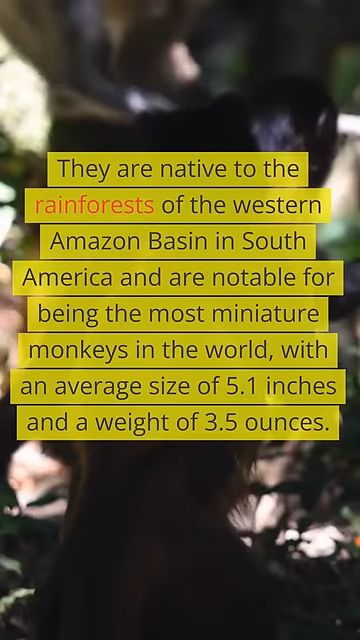 They are native to the
rainforests of the western
Amazon Basin in South
America and are notable for
being the most miniature
monkeys in the world, with
an average size of 5.1 inches
and a weight of 3.5 ounces.